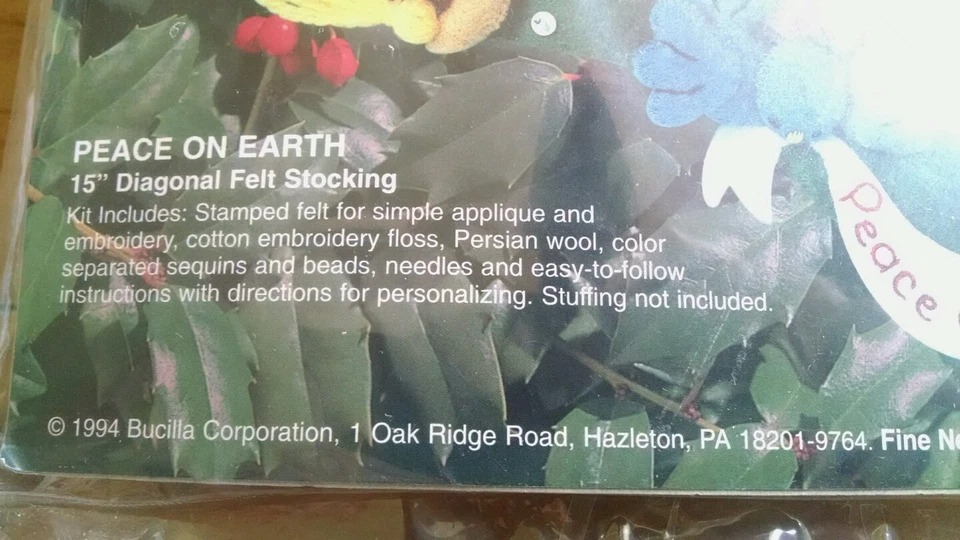 PEACE ON EARTH
15” Diagonal Felt Stocking
Kit Includes: Stamped felt for simple applique and
embroidery, cotton embroidery floss, Persian wool, color
separated sequins and beads, needles and easy-to-follow
instructions with directions for personalizing. Stuffing not included.
Peace
© 1994 Bucilla Corporation, 1 Oak Ridge Road, Hazleton, PA 18201-9764. Fine